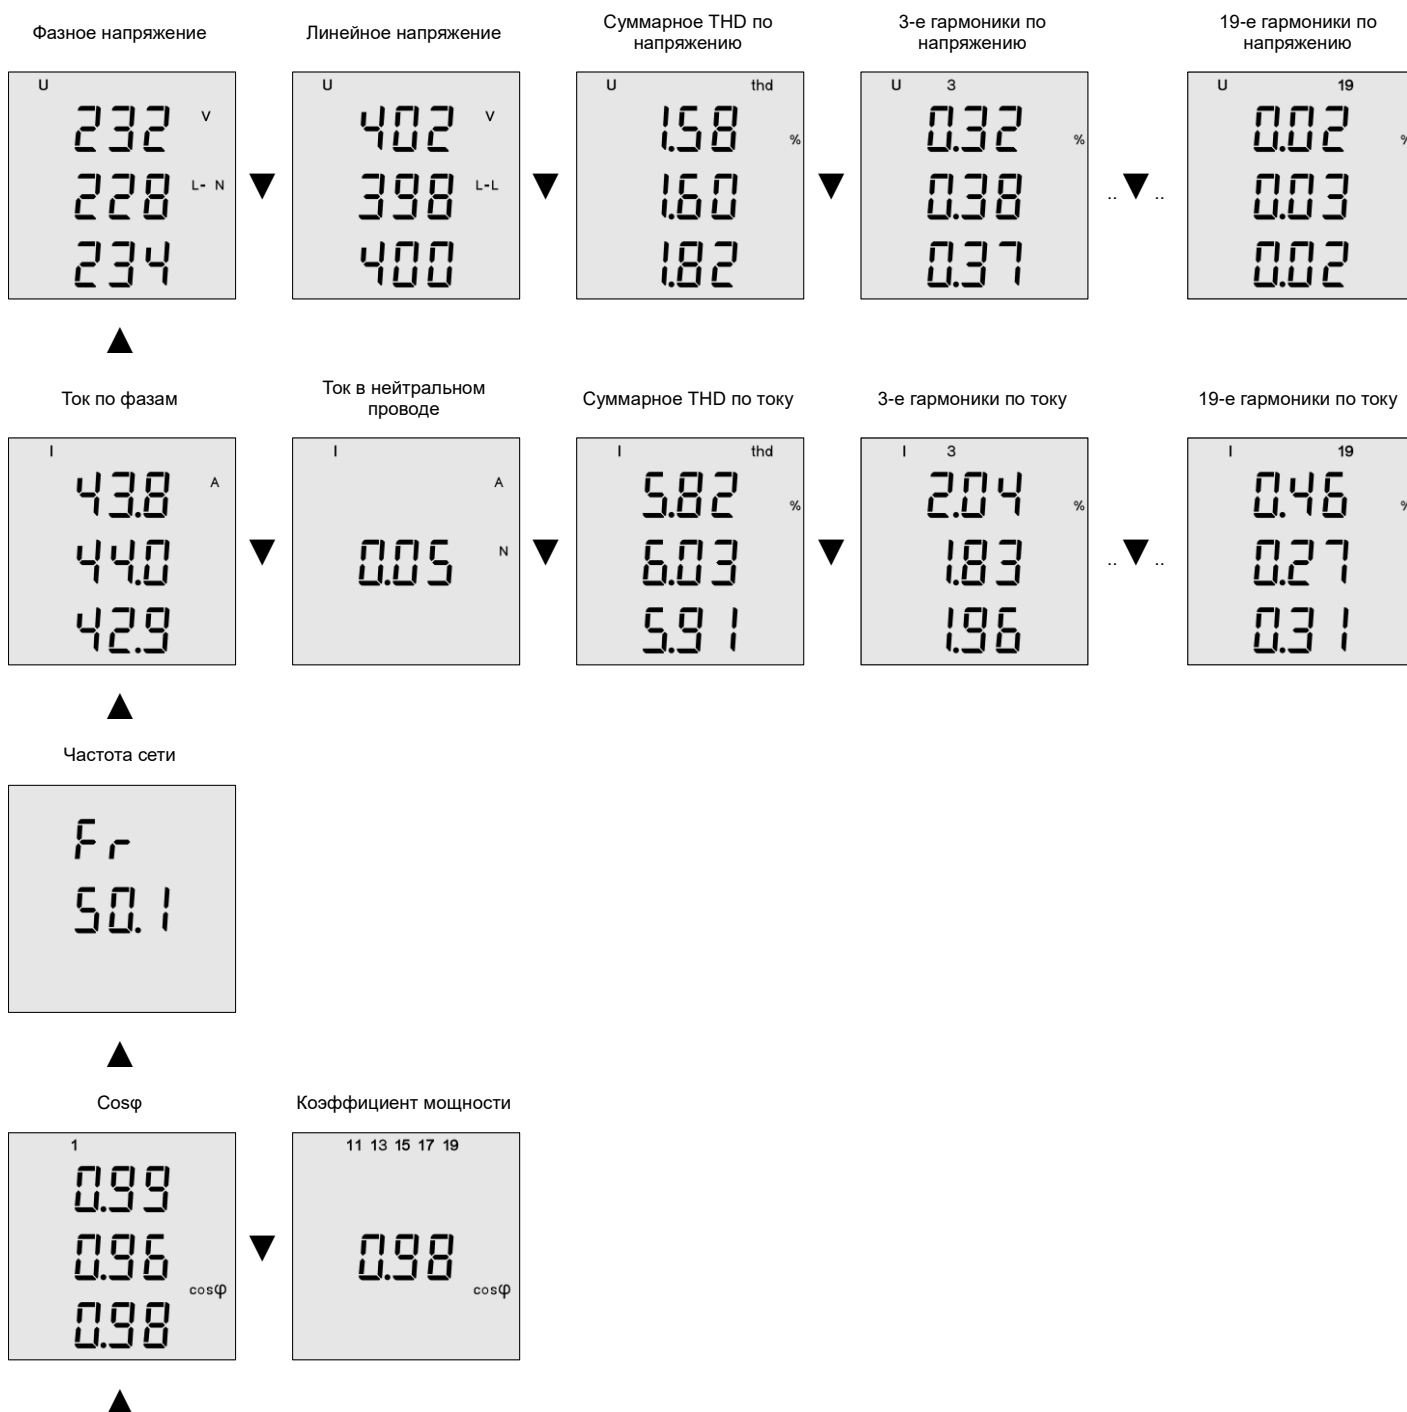 Фазное напряжение
Линейное напряжение
Суммарное THD по
напряжению
3-е гармоники по
напряжению
19-е гармоники по
напряжению
U
232 V
228 L- N
234
U
402 V
398 L-L
400
U thd
1.58 %
1.60
1.82
U 3
0.32 %
0.38
0.37
.. ..
U 19
0.02 %
0.03
0.02
Ток по фазам
Ток в нейтральном
проводе
Суммарное THD по току
3-е гармоники по току
19-е гармоники по току
I
43.8 A
44.0
42.9
I
A
0.05 N
I thd
5.82 %
6.03
5.91
I 3
2.04 %
1.83
1.96
.. ..
I 19
0.46 %
0.27
0.31
Частота сети
Fr
50.1
Cosφ
Коэффициент мощности
1
0.99
0.96
cosφ
0.98
11 13 15 17 19
0.98
cosφ